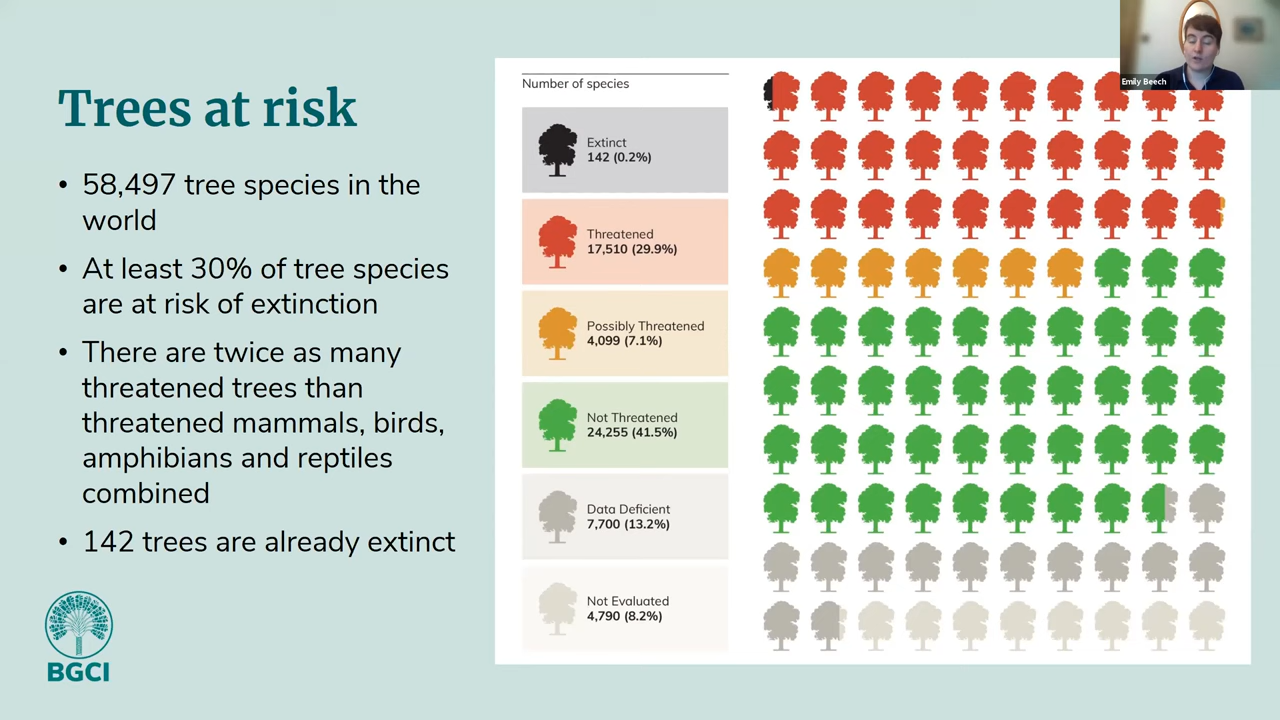 Trees at risk
• 58,497 tree species in the
world
• At least 30% of tree species
are at risk of extinction
• There are twice as many
threatened trees than
threatened mammals, birds,
amphibians and reptiles
combined
• 142 trees are already extinct
BGCI
Number of species
Extinct
142 (0.2%)
Threatened
17,510 (29.9%)
Possibly Threatened
4,099 (7.1%)
Not Threatened
24,255 (41.5%)
Data Deficient
7,700 (13.2%)
Not Evaluated
4,790 (8.2%)
Emily Beech